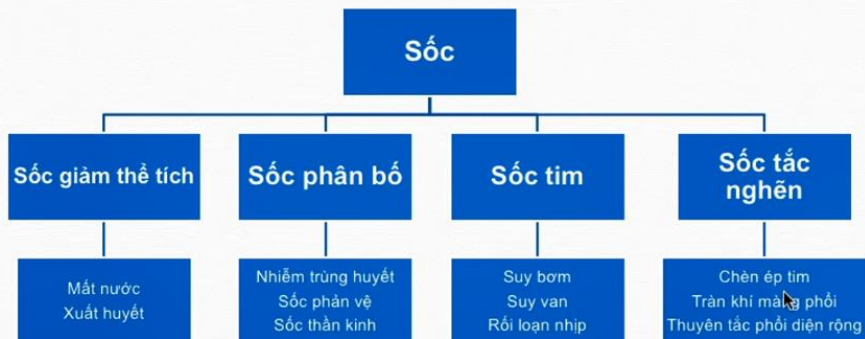 Sốc
Sốc giảm thể tích
Sốc phân bố
Sốc tim
Sốc tắc
nghẽn
Mất nước
Xuất huyết
Nhiễm trùng huyết
Sốc phản vệ
Sốc thần kinh
Suy bơm
Suy van
Rối loạn nhịp
Chèn ép tim
Tràn khí màng phổi
Thuyên tắc phổi diện rộng